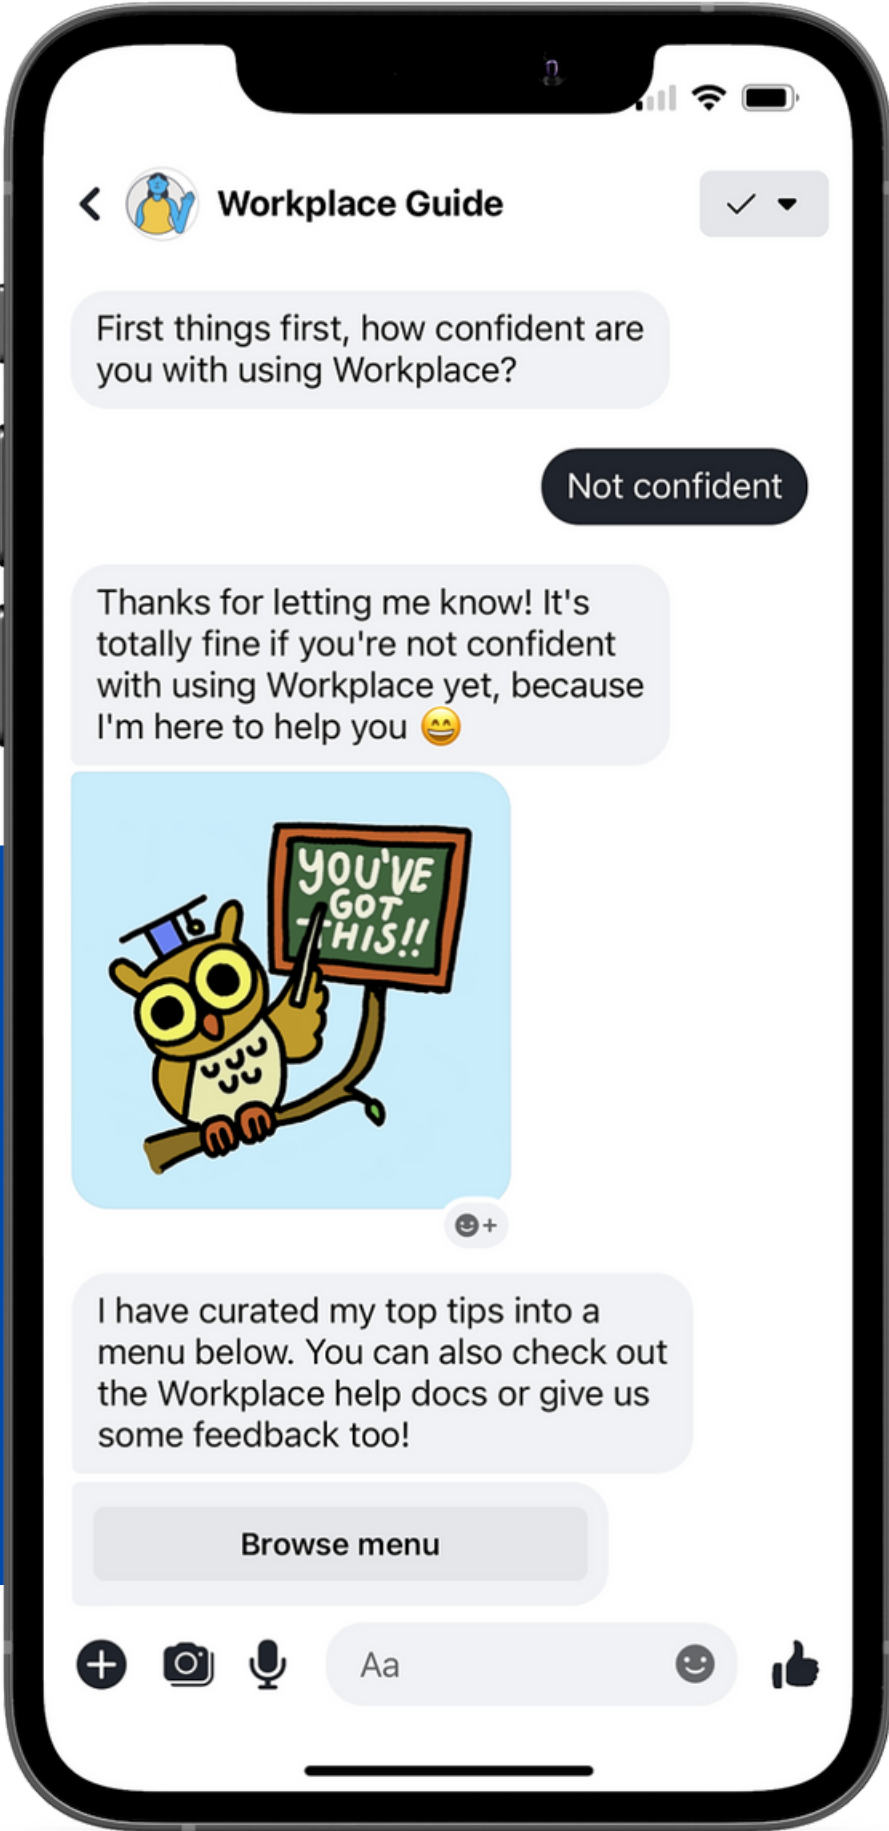 Workplace Guide
First things first, how confident are
you with using Workplace?
Not confident
Thanks for letting me know! It's
totally fine if you're not confident
with using Workplace yet, because
I'm here to help you 😄
YOU'VE
GOT
THIS!!
I have curated my top tips into a
menu below. You can also check out
the Workplace help docs or give us
some feedback too!
Browse menu
Aa